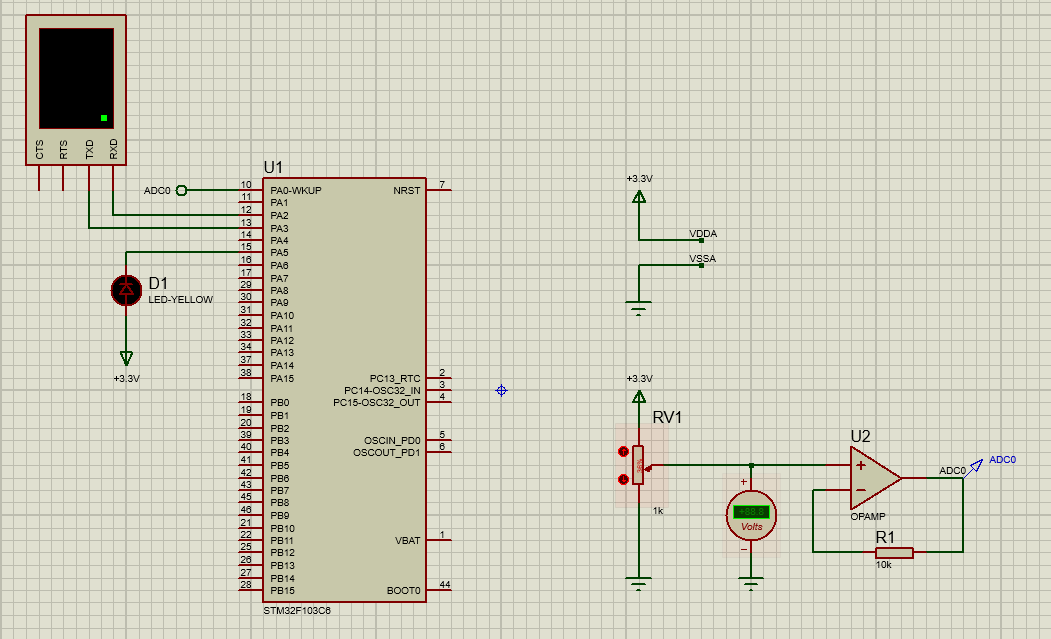 CTS
RTS
TXD
RXD
U1
ADC0
10
PA0-WKUP
NRST
7
11
PA1
12
PA2
13
PA3
14
PA4
15
PA5
16
PA6
17
PA7
29
PA8
30
PA9
31
PA10
32
PA11
33
PA12
34
PA13
37
PA14
38
PA15
PC13_RTC
2
PC14-OSC32_IN
3
PC15-OSC32_OUT
4
18
PB0
19
PB1
20
PB2
39
PB3
OSCIN_PD0
5
40
PB4
OSCOUT_PD1
6
41
PB5
42
PB6
43
PB7
45
PB8
46
PB9
21
PB10
22
PB11
VBAT
1
25
PB12
26
PB13
27
PB14
28
PB15
BOOT0
44
STM32F103C6
D1
LED-YELLOW
+3.3V
+3.3V
VDDA
VSSA
+3.3V
RV1
1k
+
+88.8
Volts
−
U2
+
−
OPAMP
ADC0
ADC0
R1
10k